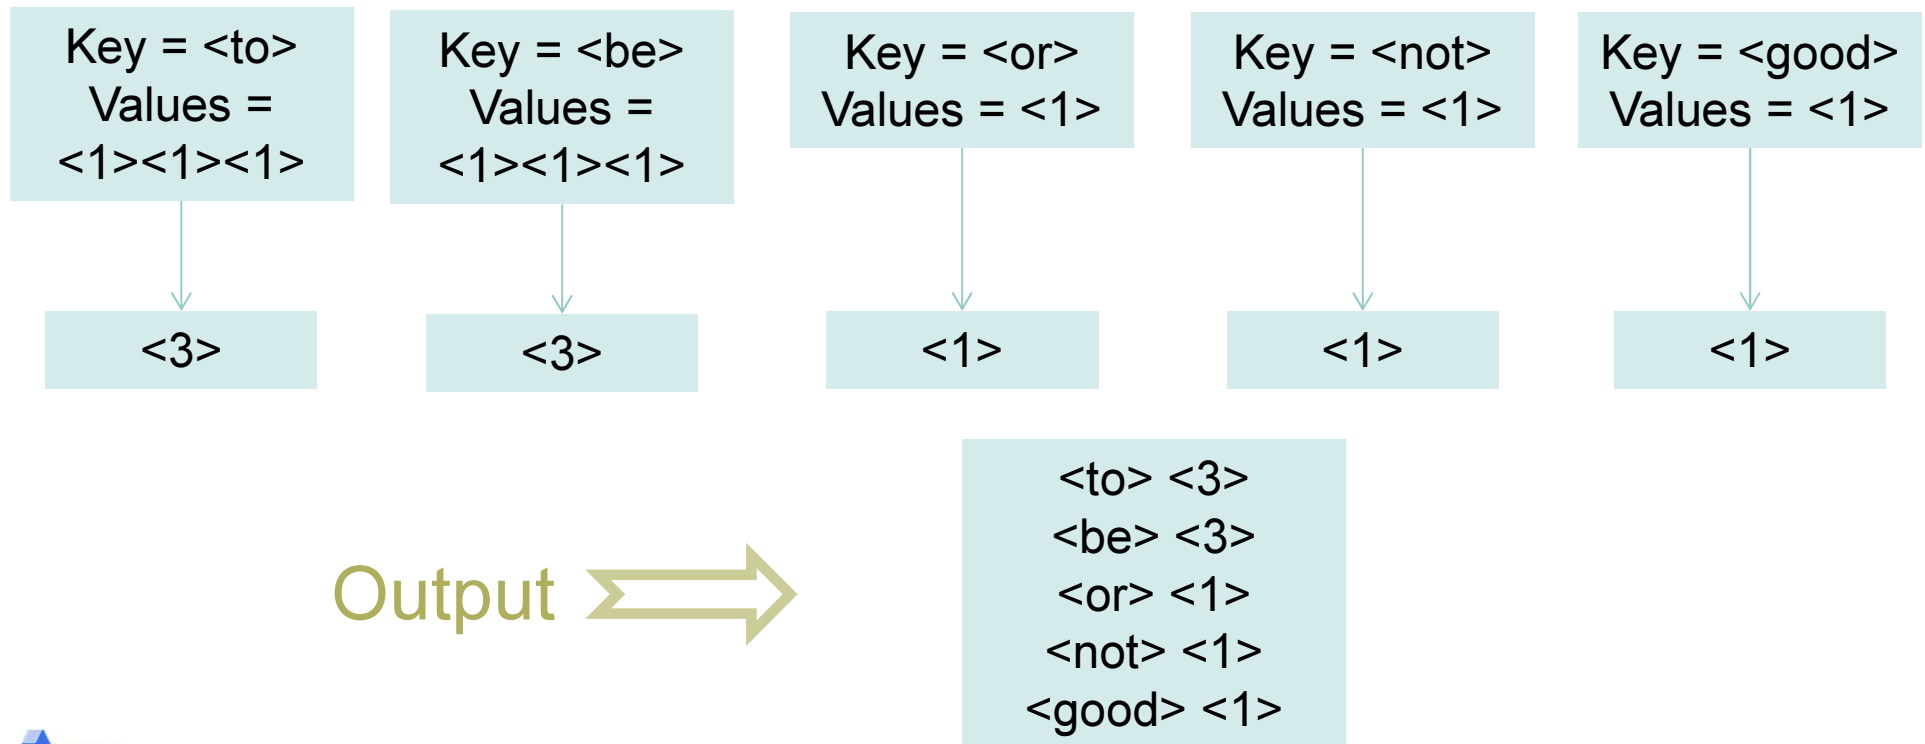 Key = <to>
Values =
<1><1><1>
Key = <be>
Values =
<1><1><1>
Key = <or>
Values = <1>
Key = <not>
Values = <1>
Key = <good>
Values = <1>
<3>
<3>
<1>
<1>
<1>
Output
<to> <3>
<be> <3>
<or> <1>
<not> <1>
<good> <1>